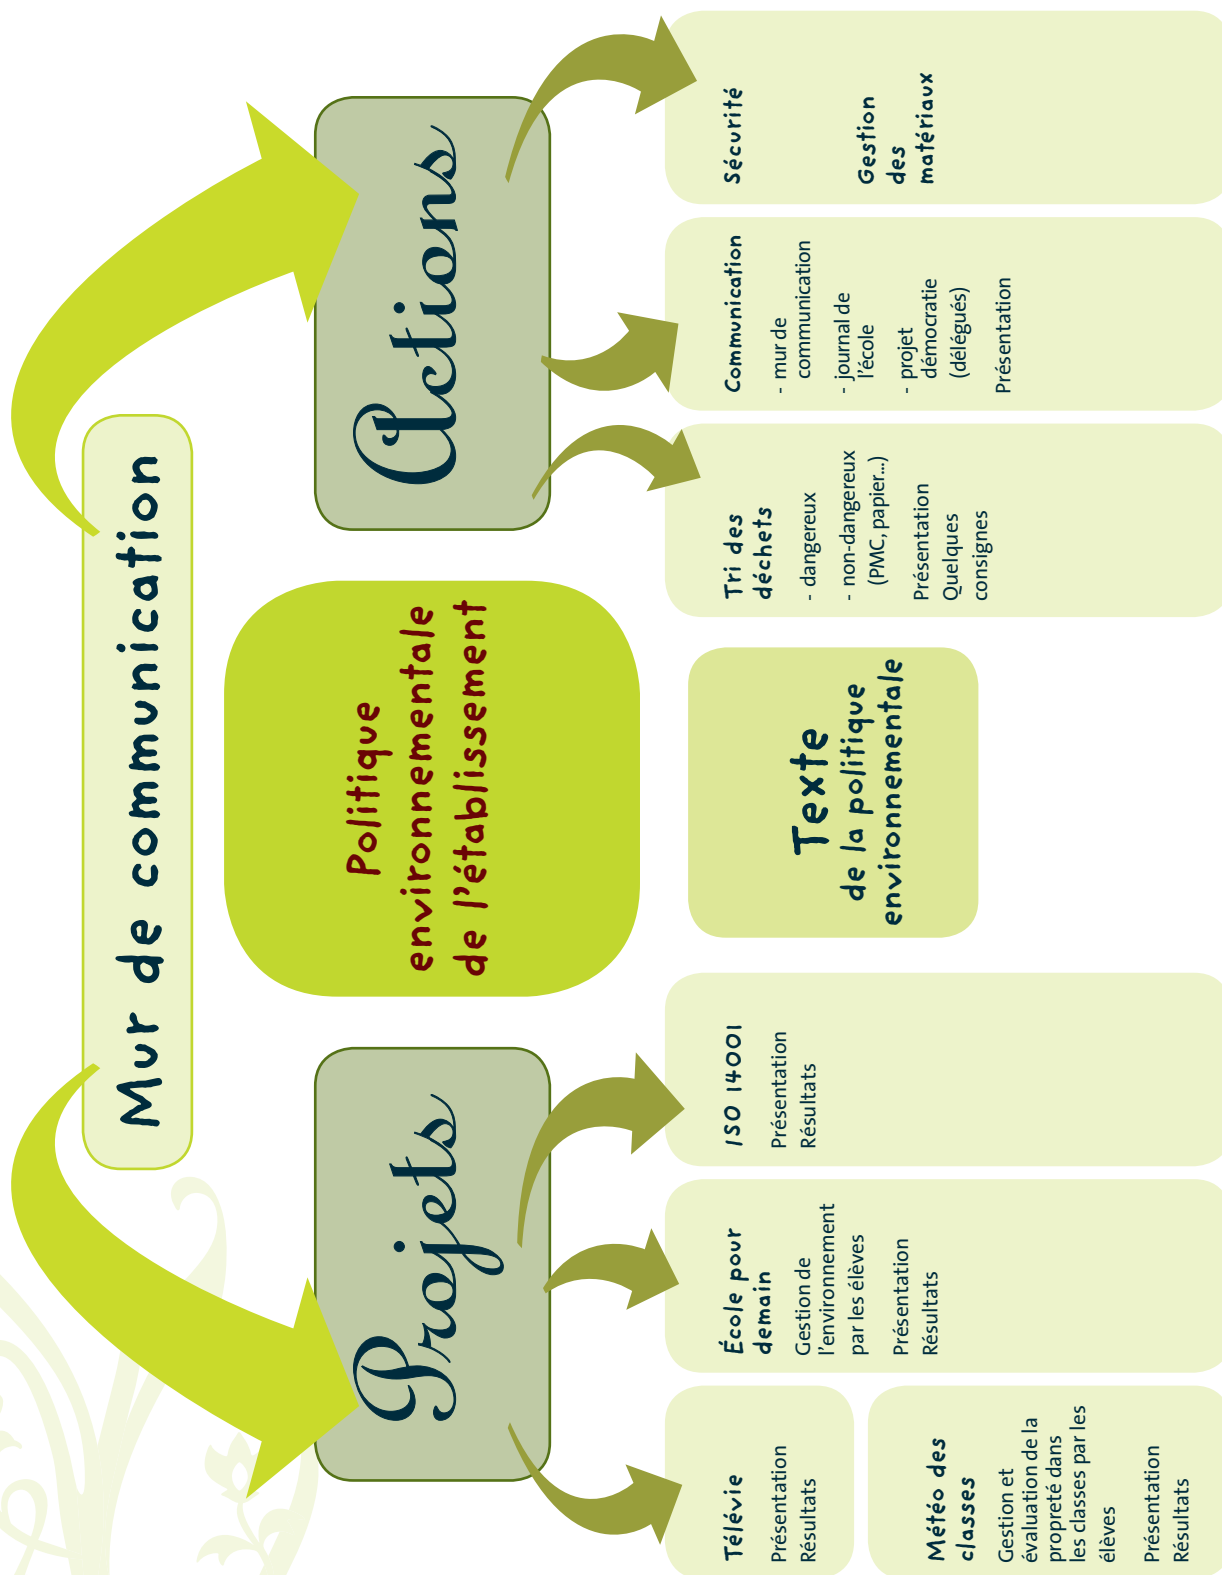 Mur de communication
Projets
Politique
environnementale
de l'établissement
Actions
Télévie
Présentation
Résultats
Météo des
classes
Gestion et
évaluation de la
propreté dans
les classes par les
élèves
Présentation
Résultats
École pour
demain
Gestion de
l'environnement
par les élèves
Présentation
Résultats
ISO 14001
Présentation
Résultats
Texte
de la politique
environnementale
Tri des
déchets
- dangereux
- non-dangereux
(PMC, papier...)
Présentation
Quelques
consignes
Communication
- mur de
communication
- journal de
l'école
- projet
démocratie
(délégués)
Présentation
Sécurité
Gestion
des
matériaux